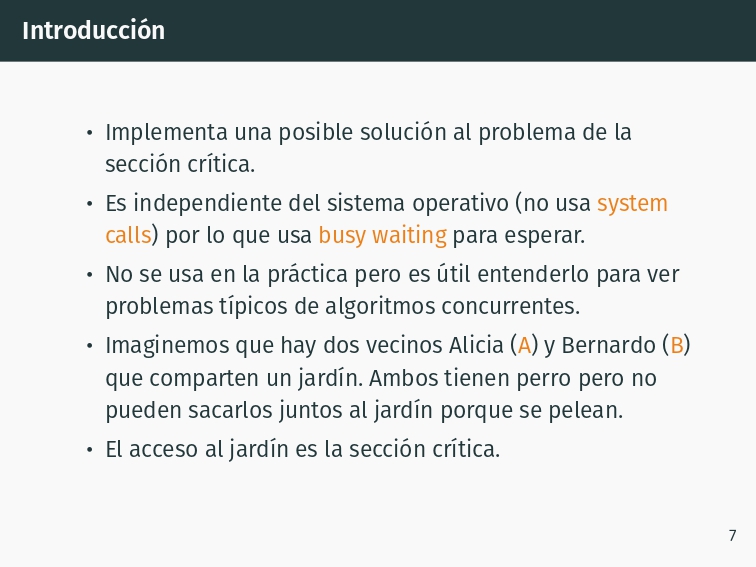 Introducción
• Implementa una posible solución al problema de la
sección crítica.
• Es independiente del sistema operativo (no usa system
calls) por lo que usa busy waiting para esperar.
• No se usa en la práctica pero es útil entenderlo para ver
problemas típicos de algoritmos concurrentes.
• Imaginemos que hay dos vecinos Alicia (A) y Bernardo (B)
que comparten un jardín. Ambos tienen perro pero no
pueden sacarlos juntos al jardín porque se pelean.
• El acceso al jardín es la sección crítica.
7